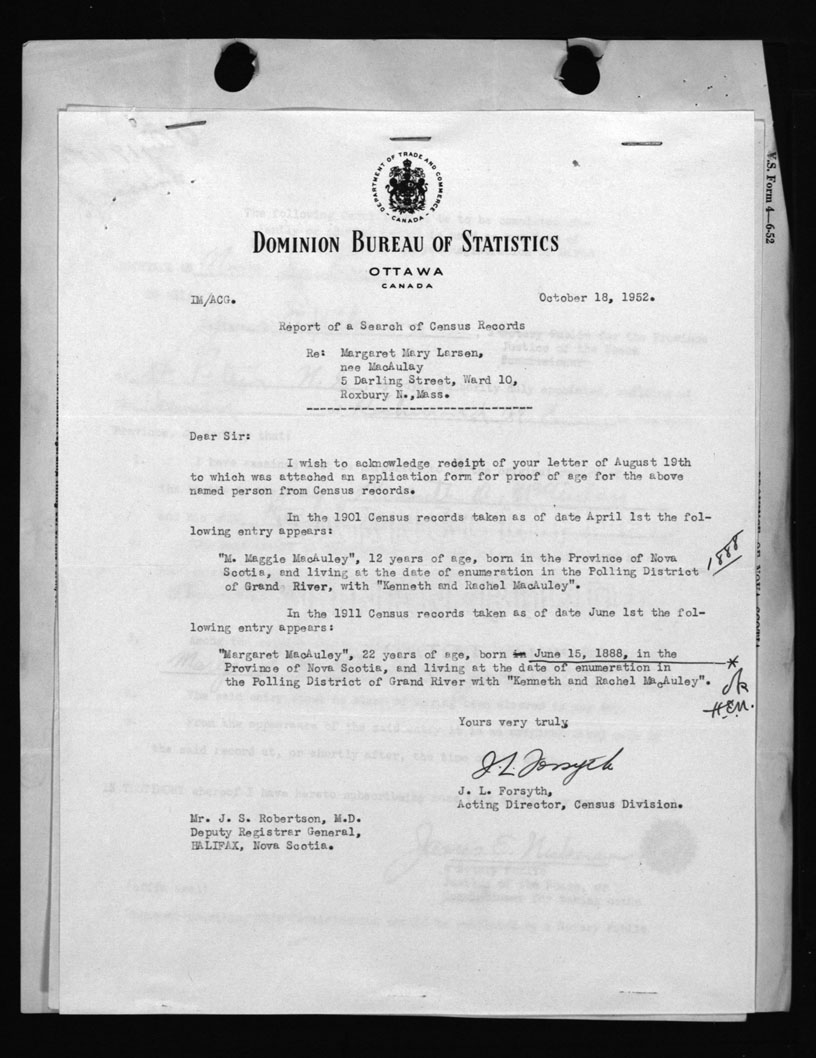 V.S. Form 4—6-52
DEPARTMENT OF TRADE AND COMMERCE
- CANADA -
DOMINION BUREAU OF STATISTICS
OTTAWA
CANADA
IM/ACG.
October 18, 1952.
Report of a Search of Census Records
Re: Margaret Mary Larsen,
nee MacAulay
5 Darling Street, Ward 10,
Roxbury N.,Mass.
--------------------------------
Dear Sir:
I wish to acknowledge receipt of your letter of August 19th
to which was attached an application form for proof of age for the above
named person from Census records.
In the 1901 Census records taken as of date April 1st the fol-
lowing entry appears:
"M. Maggie MacAuley", 12 years of age, born in the Province of Nova
Scotia, and living at the date of enumeration in the Polling District
of Grand River, with "Kenneth and Rachel MacAuley".
1888
In the 1911 Census records taken as of date June 1st the fol-
lowing entry appears:
"Margaret MacAuley", 22 years of age, born in June 15, 1888, in the
Province of Nova Scotia, and living at the date of enumeration in
the Polling District of Grand River with "Kenneth and Rachel MacAuley".
*
ok
H.E.N.
Yours very truly
J.L. Forsyth
J. L. Forsyth,
Acting Director, Census Division.
Mr. J. S. Robertson, M.D.
Deputy Registrar General,
HALIFAX, Nova Scotia.